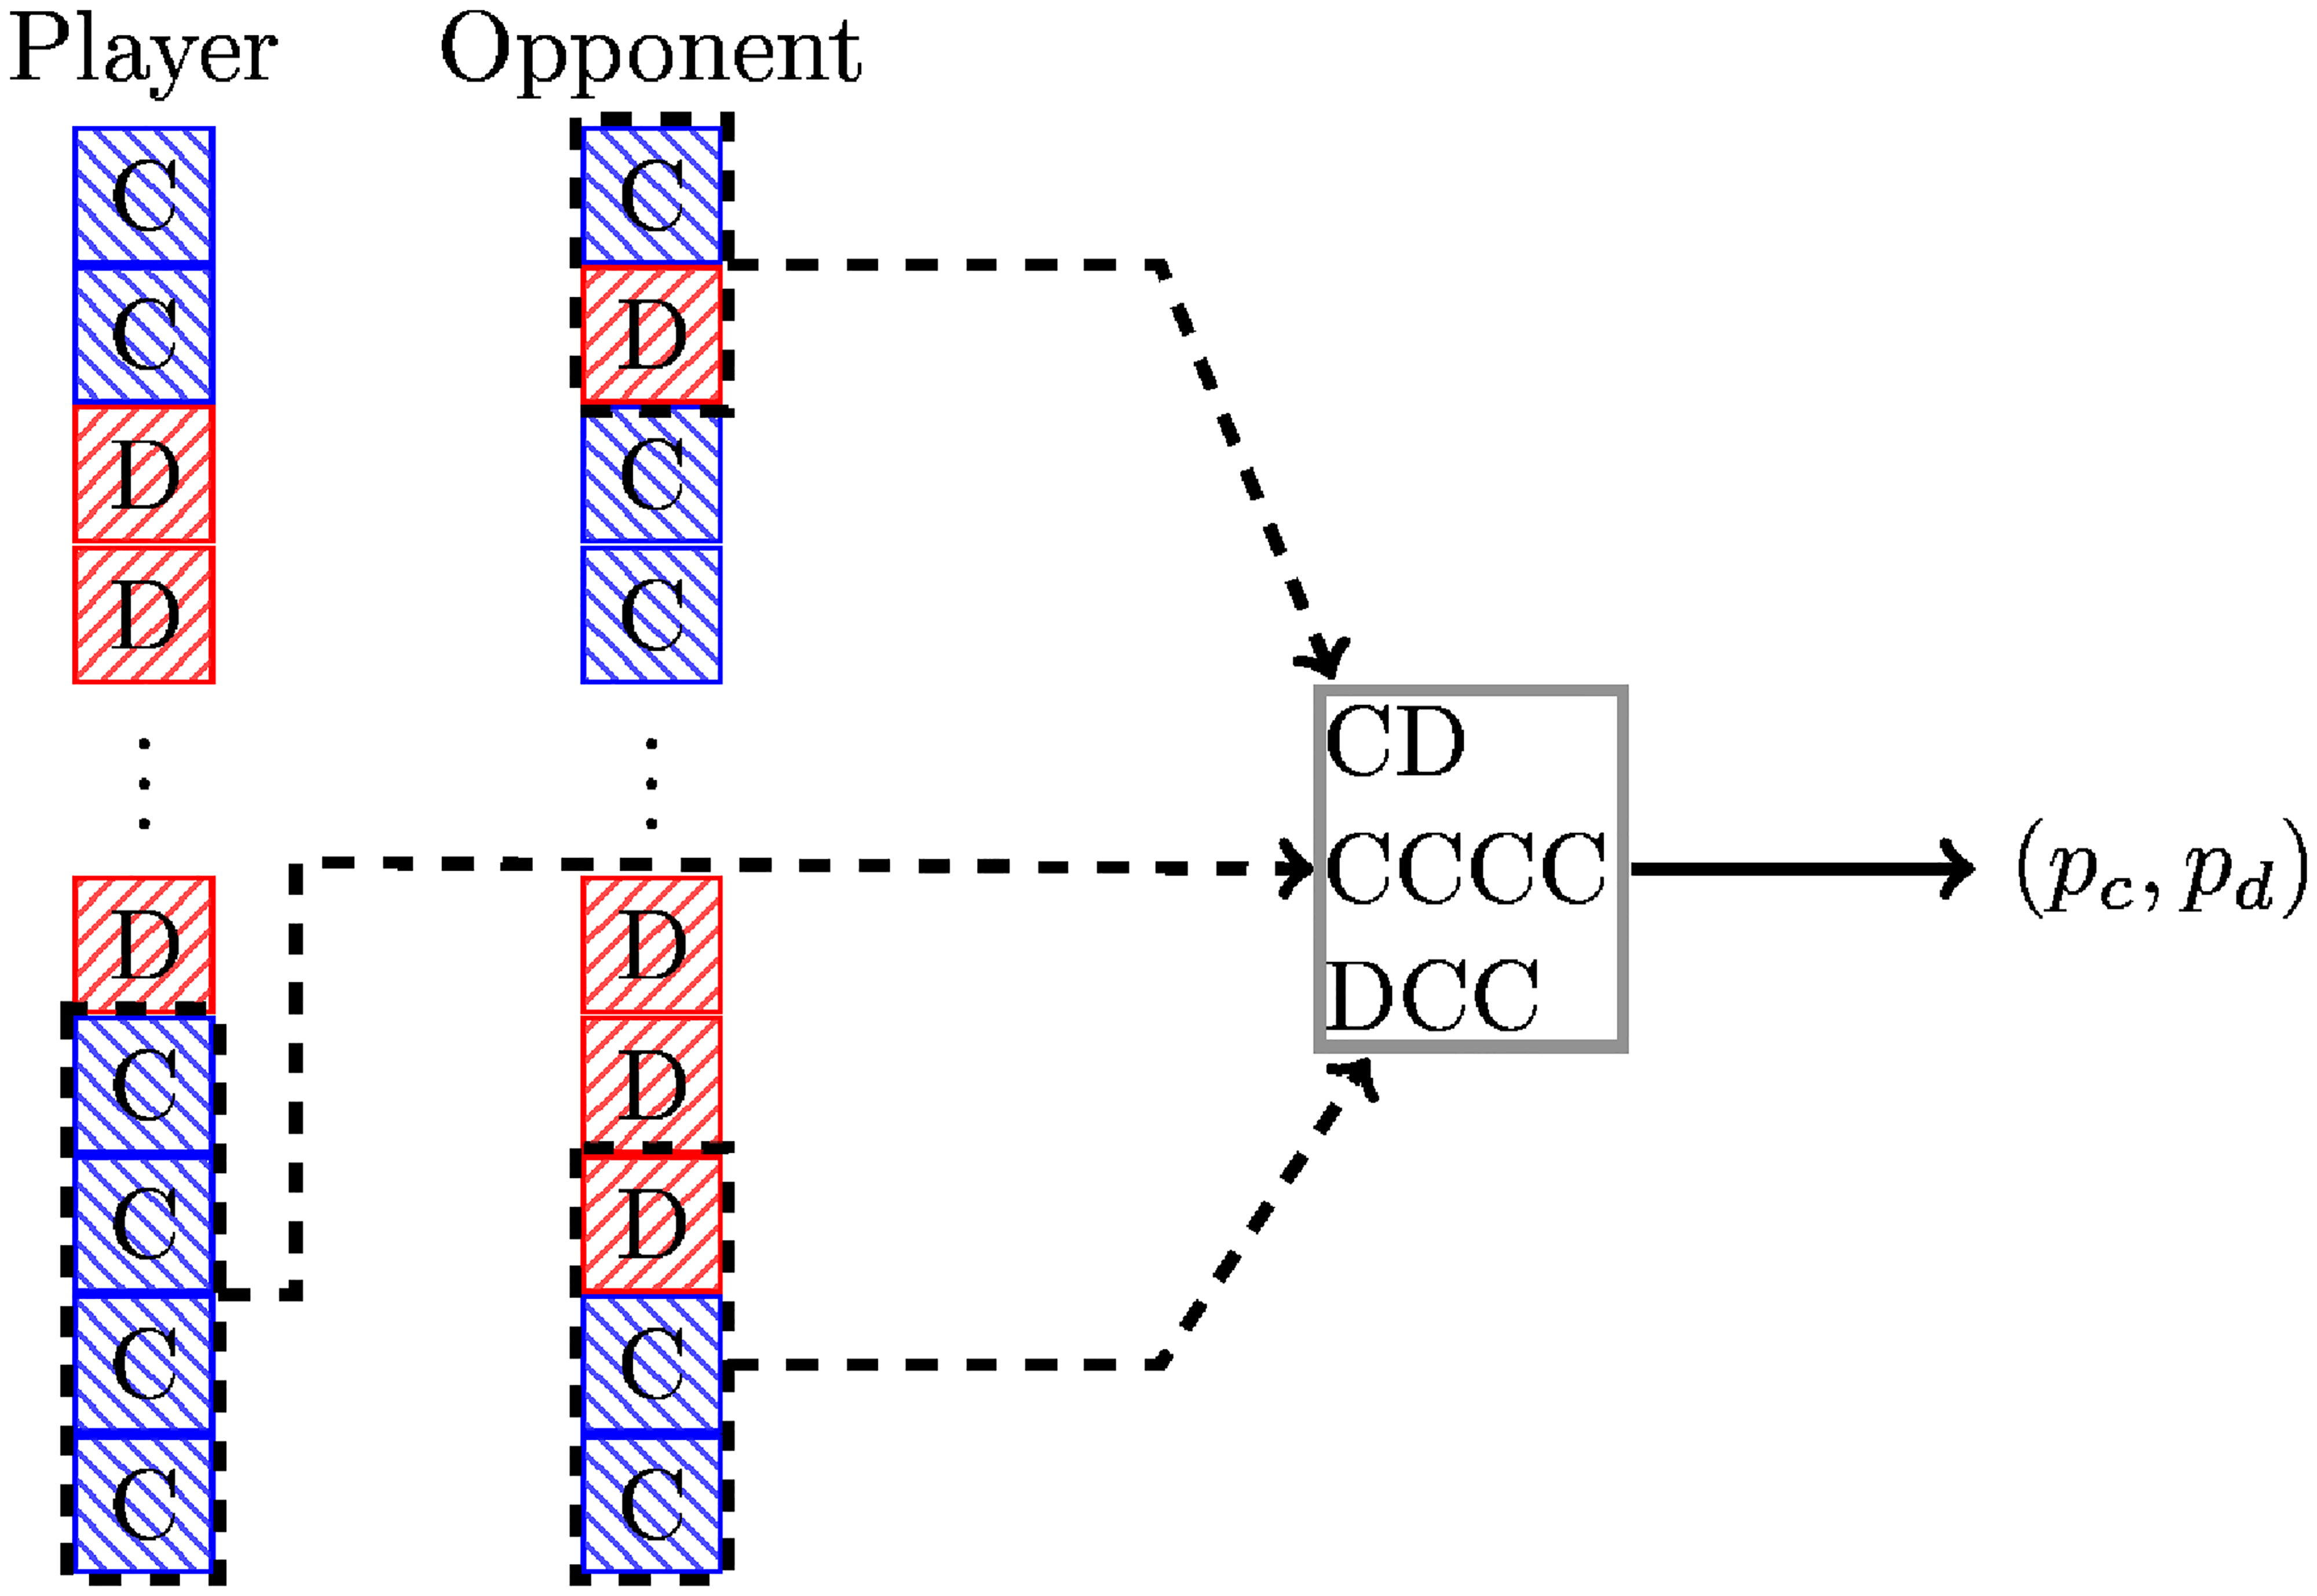 Player Opponent
C C
C D
D C
D C
⋮ ⋮
D D
C D
C D
C C
C C
CD
CCCC
DCC
(p_c, p_d)